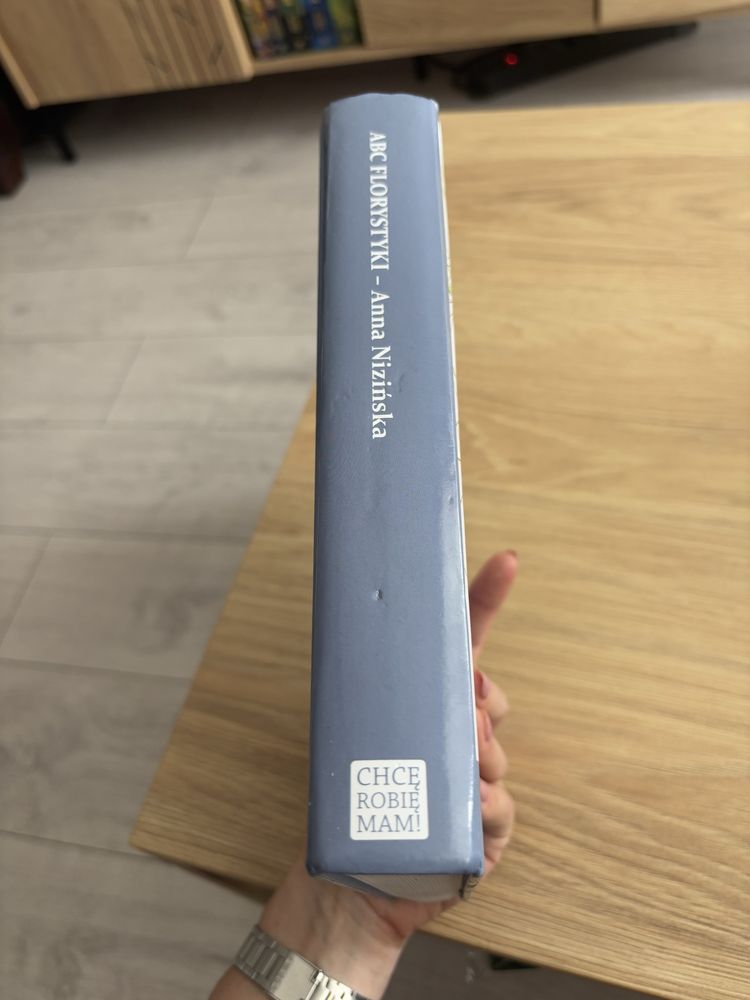 ABC FLORYSTYKI – Anna Nizińska
CHCĘ
ROBIĘ
MAM!